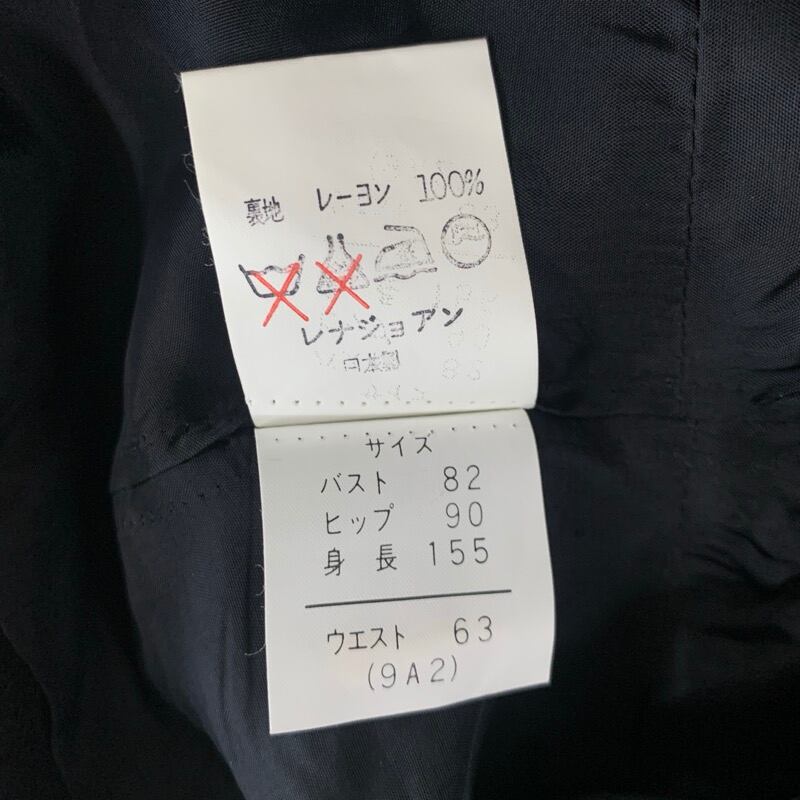 裏地 レーヨン 100%
レナジョアン
日本製
サイズ
バスト 82
ヒップ 90
身長 155
ウエスト 63
(9A2)